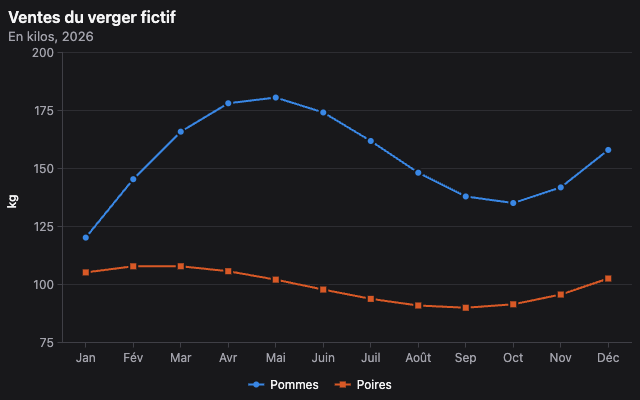 Ventes du verger fictif
En kilos, 2026
200
175
150
125
100
75
kg
Jan Fév Mar Avr Mai Juin Juil Août Sep Oct Nov Déc
Pommes Poires